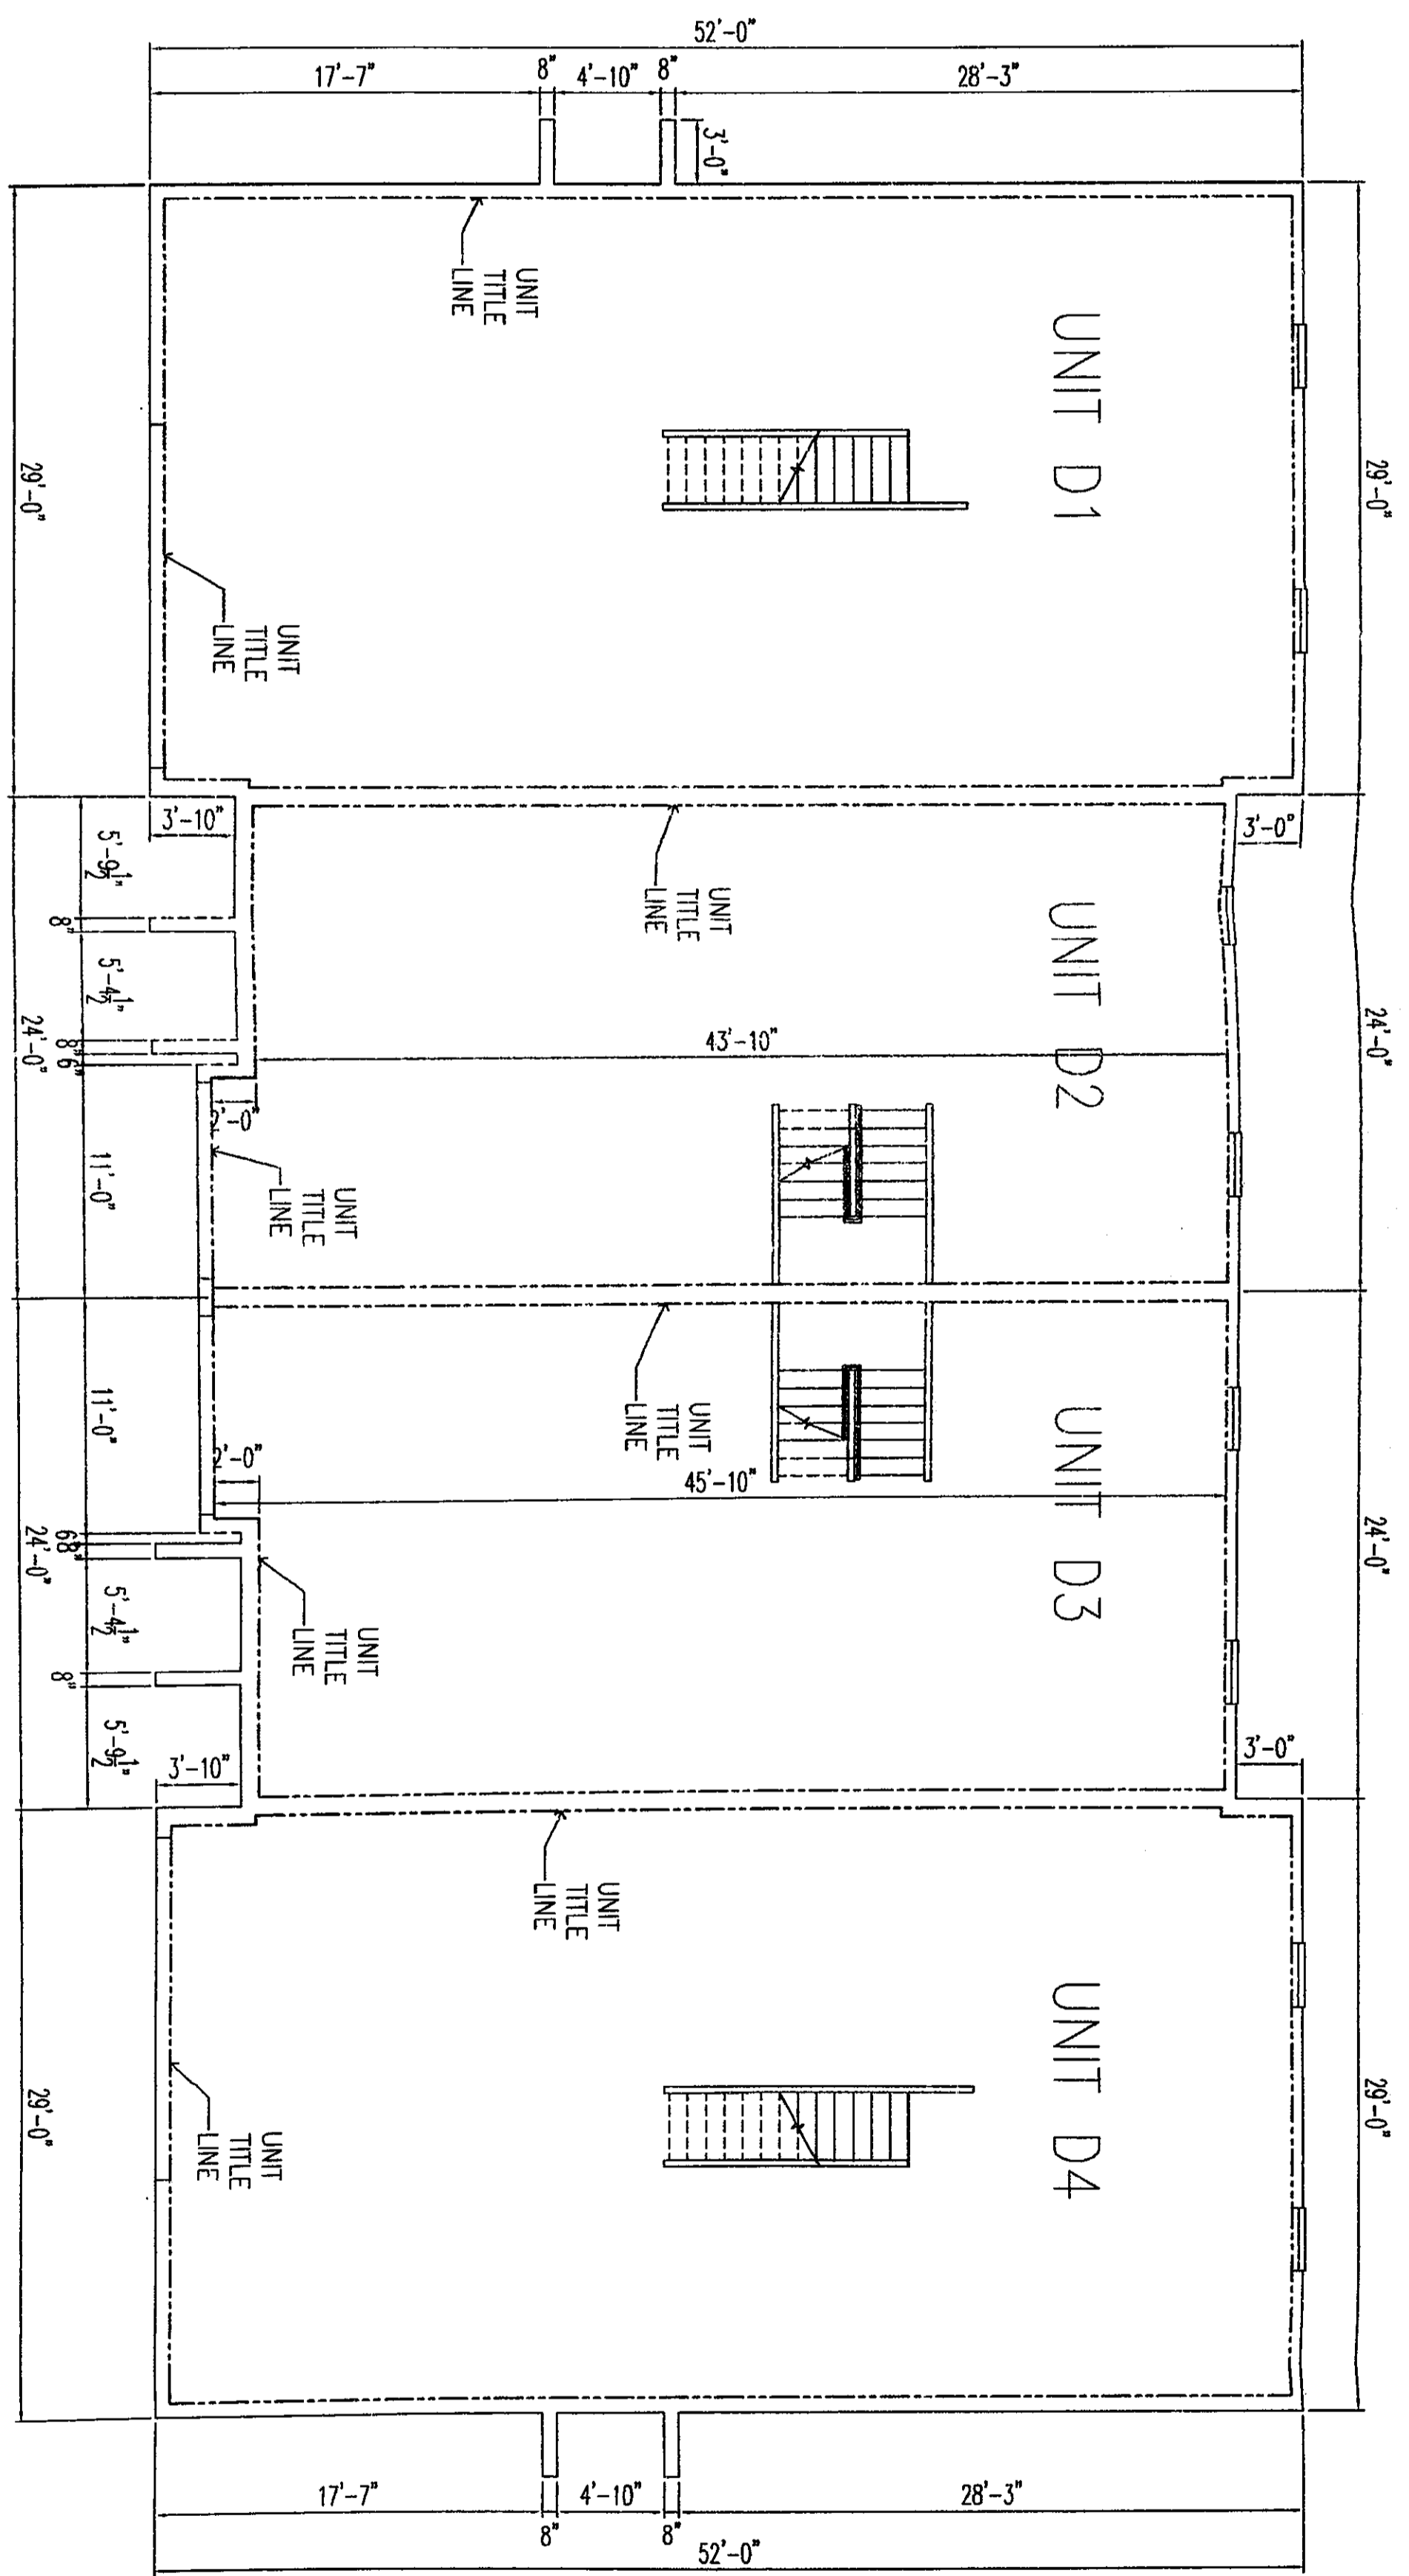 52'-0"
17'-7"
8"
4'-10"
8"
28'-3"
3'-0"
29'-0"
29'-0"
UNIT
TITLE
LINE
UNIT D1
UNIT
TITLE
LINE
3'-10"
3'-0"
5'-9½"
8"
5'-4½"
8"
6"
24'-0"
11'-0"
UNIT
TITLE
LINE
UNIT D2
24'-0"
43'-10"
2'-0"
UNIT
TITLE
LINE
UNIT
TITLE
LINE
11'-0"
2'-0"
45'-10"
UNIT D3
24'-0"
24'-0"
6"
8"
5'-4½"
8"
5'-9½"
UNIT
TITLE
LINE
3'-10"
3'-0"
UNIT
TITLE
LINE
UNIT D4
29'-0"
29'-0"
UNIT
TITLE
LINE
17'-7"
8"
4'-10"
8"
28'-3"
52'-0"